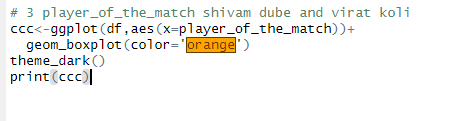 # 3 player_of_the_match shivam dube and virat koli
ccc<-ggplot(df,aes(x=player_of_the_match))+
  geom_boxplot(color='orange')
theme_dark()
print(ccc)